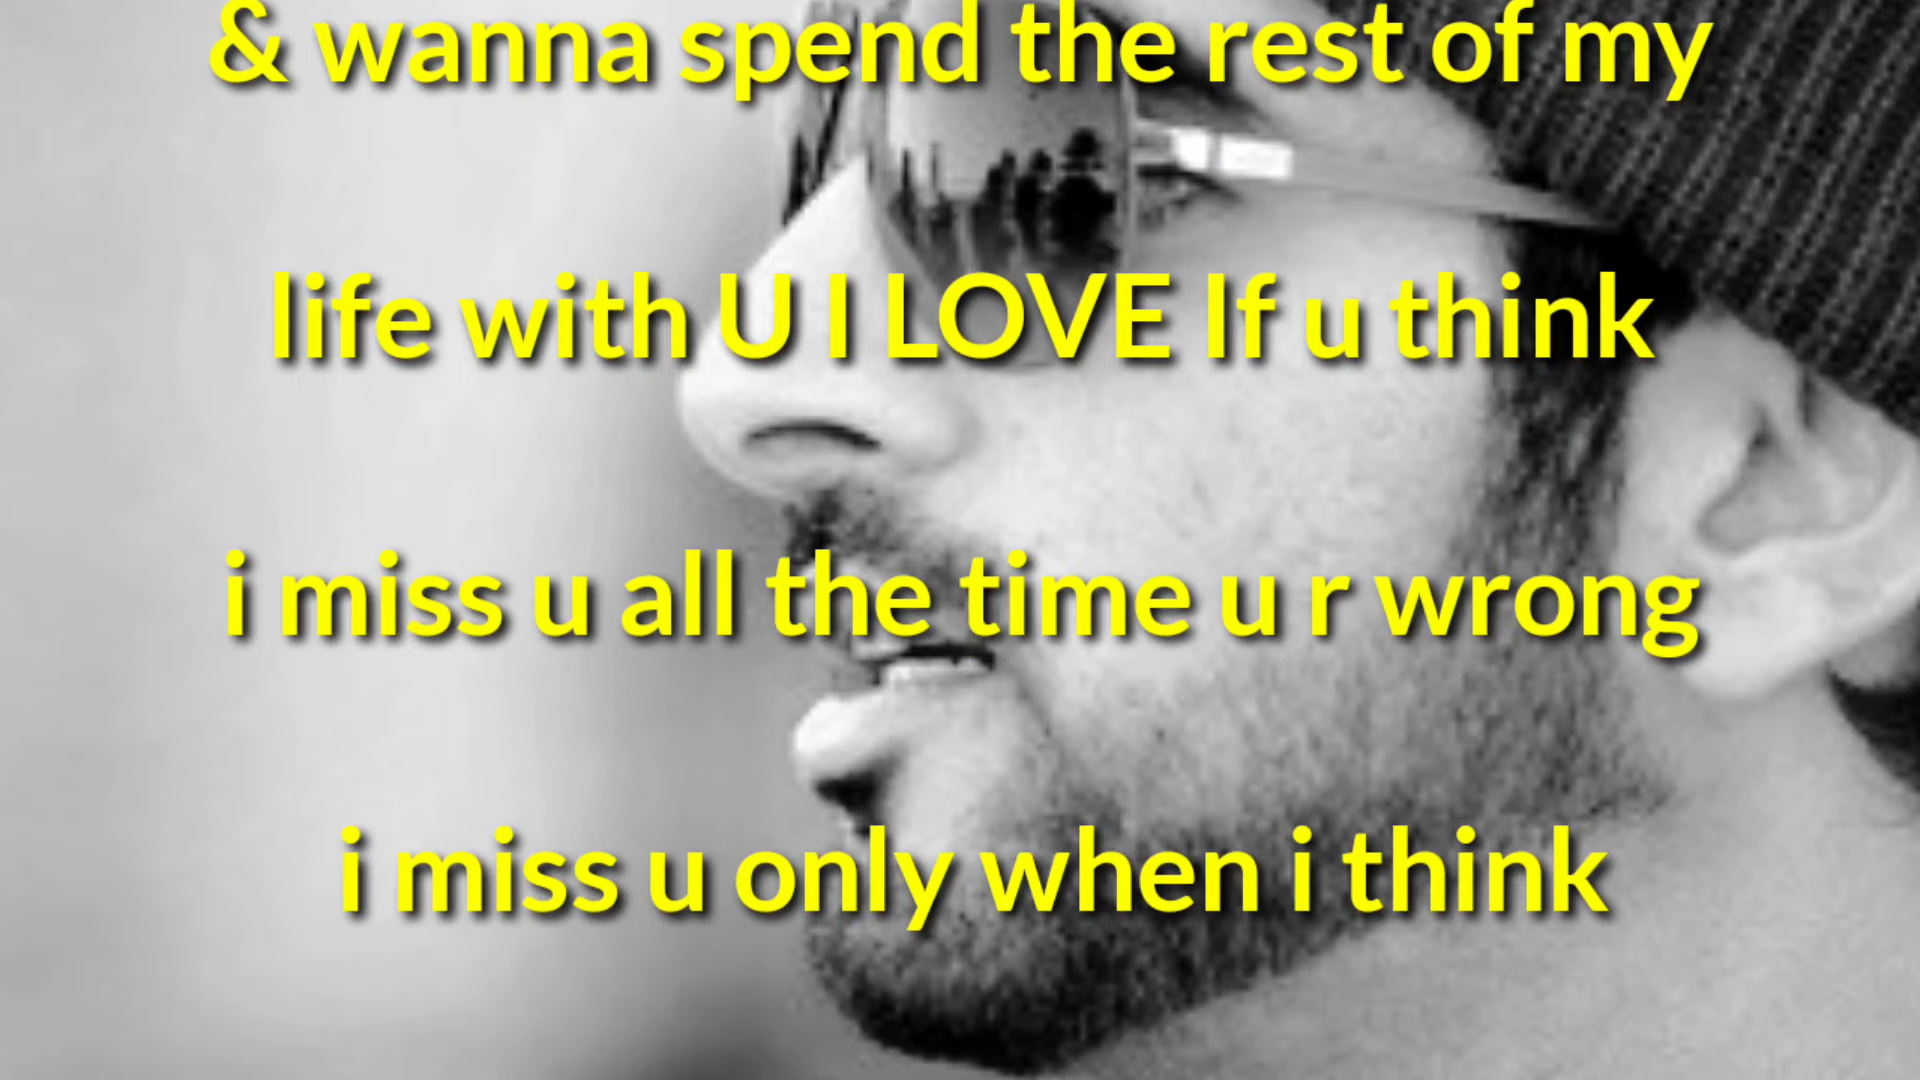 & wanna spend the rest of my
life with U I LOVE If u think
i miss u all the time u r wrong
i miss u only when i think